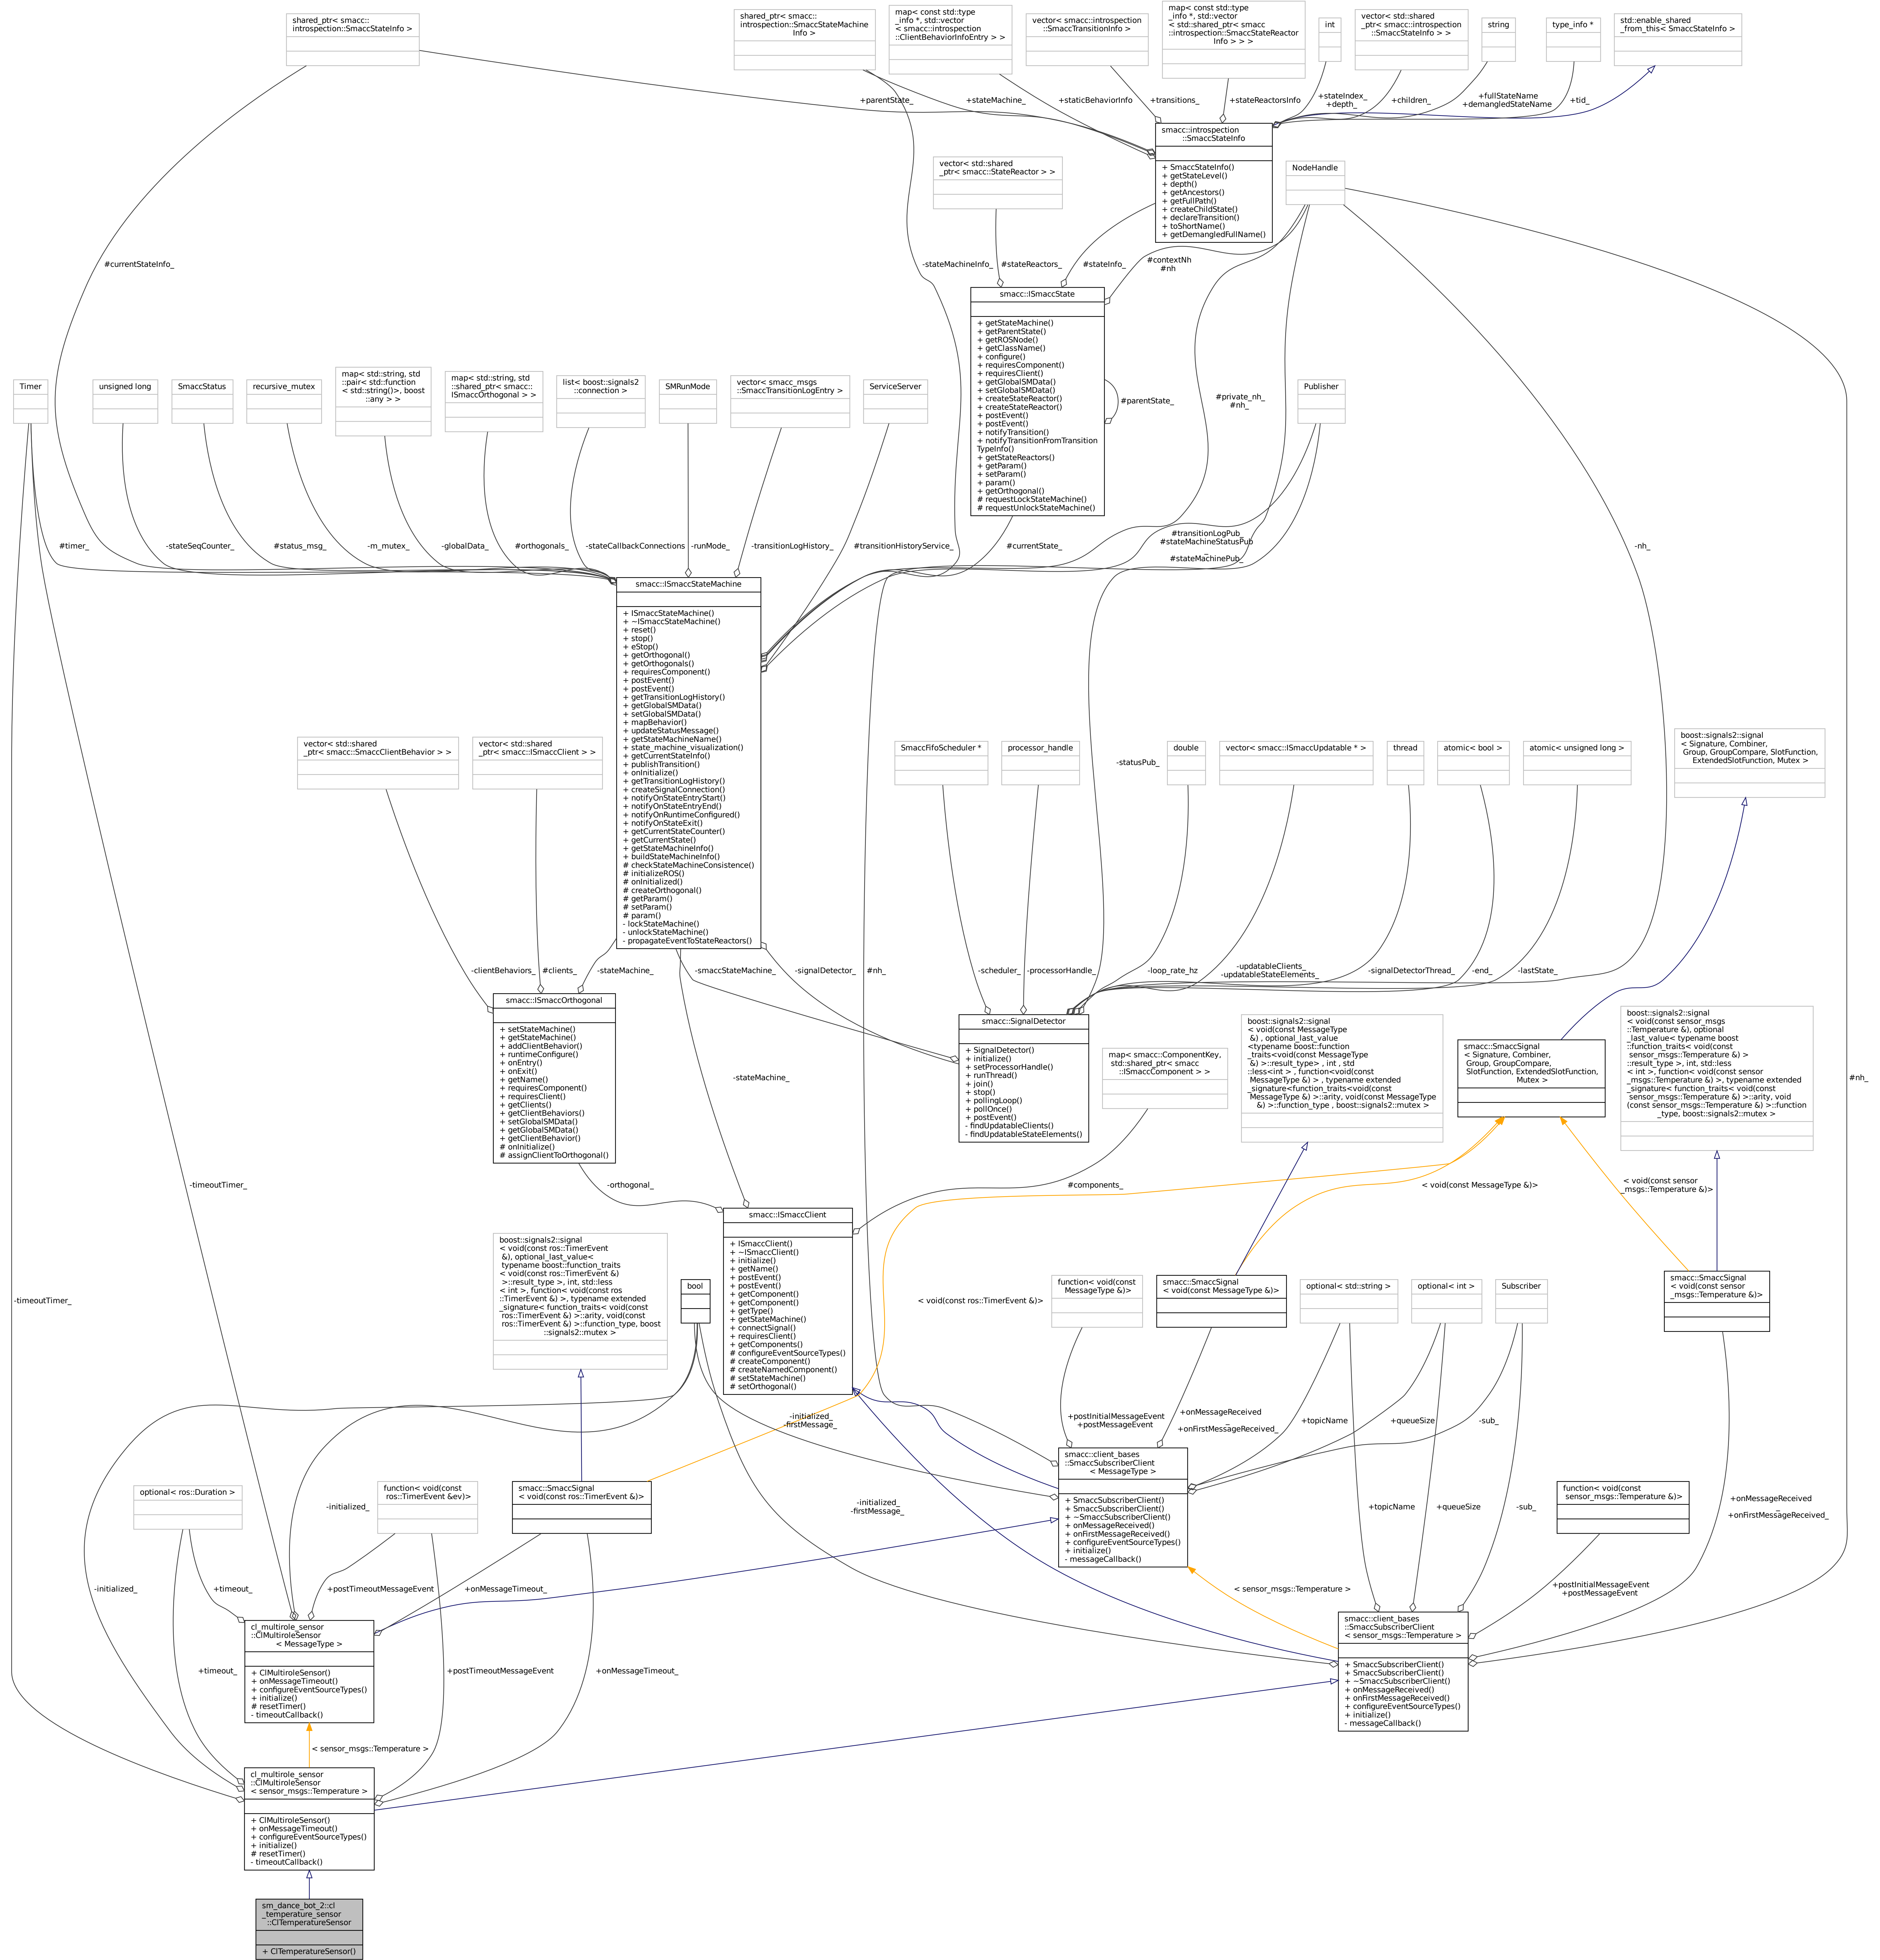 shared_ptr< smacc::
introspection::SmaccStateInfo >
shared_ptr< smacc::
introspection::SmaccStateMachine
Info >
map< const std::type
_info *, std::vector
< smacc::introspection
::ClientBehaviorInfoEntry > >
vector< smacc::introspection
::SmaccTransitionInfo >
map< const std::type
_info *, std::vector
< std::shared_ptr< smacc
::introspection::SmaccStateReactor
Info > > >
int
vector< std::shared
_ptr< smacc::introspection
::SmaccStateInfo > >
string
type_info *
std::enable_shared
_from_this< SmaccStateInfo >
+parentState_
+stateMachine_
+staticBehaviorInfo
+transitions_
+stateReactorsInfo
+stateIndex_
+depth_
+children_
+fullStateName
+demangledStateName
+tid_
smacc::introspection
::SmaccStateInfo
+ SmaccStateInfo()
+ getStateLevel()
+ depth()
+ getAncestors()
+ getFullPath()
+ createChildState()
+ declareTransition()
+ toShortName()
+ getDemangledFullName()
vector< std::shared
_ptr< smacc::StateReactor > >
NodeHandle
#currentStateInfo_
-stateMachineInfo_
#stateReactors_
#stateInfo_
#contextNh
#nh
smacc::ISmaccState
+ getStateMachine()
+ getParentState()
+ getROSNode()
+ getClassName()
+ configure()
+ requiresComponent()
+ requiresClient()
+ getGlobalSMData()
+ setGlobalSMData()
+ createStateReactor()
+ createStateReactor()
+ postEvent()
+ postEvent()
+ notifyTransition()
+ notifyTransitionFromTransition
TypeInfo()
+ getStateReactors()
+ getParam()
+ setParam()
+ param()
+ getOrthogonal()
# requestLockStateMachine()
# requestUnlockStateMachine()
#parentState_
#private_nh_
#nh_
Timer
unsigned long
SmaccStatus
recursive_mutex
map< std::string, std
::pair< std::function
< std::string()>, boost
::any > >
map< std::string, std
::shared_ptr< smacc::
ISmaccOrthogonal > >
list< boost::signals2
::connection >
SMRunMode
vector< smacc_msgs
::SmaccTransitionLogEntry >
ServiceServer
Publisher
#timer_
-stateSeqCounter_
#status_msg_
-m_mutex_
-globalData_
#orthogonals_
-stateCallbackConnections
-runMode_
-transitionLogHistory_
#transitionHistoryService_
#currentState_
#transitionLogPub_
#stateMachineStatusPub
_
#stateMachinePub_
-nh_
smacc::ISmaccStateMachine
+ ISmaccStateMachine()
+ ~ISmaccStateMachine()
+ reset()
+ stop()
+ eStop()
+ getOrthogonal()
+ getOrthogonals()
+ requiresComponent()
+ postEvent()
+ postEvent()
+ getTransitionLogHistory()
+ getGlobalSMData()
+ setGlobalSMData()
+ mapBehavior()
+ updateStatusMessage()
+ getStateMachineName()
+ state_machine_visualization()
+ getCurrentStateInfo()
+ publishTransition()
+ onInitialize()
+ getTransitionLogHistory()
+ createSignalConnection()
+ notifyOnStateEntryStart()
+ notifyOnStateEntryEnd()
+ notifyOnRuntimeConfigured()
+ notifyOnStateExit()
+ getCurrentStateCounter()
+ getCurrentState()
+ getStateMachineInfo()
+ buildStateMachineInfo()
# checkStateMachineConsistence()
# initializeROS()
# onInitialized()
# createOrthogonal()
# getParam()
# setParam()
# param()
- lockStateMachine()
- unlockStateMachine()
- propagateEventToStateReactors()
vector< std::shared
_ptr< smacc::SmaccClientBehavior > >
vector< std::shared
_ptr< smacc::ISmaccClient > >
SmaccFifoScheduler *
processor_handle
-statusPub_
double
vector< smacc::ISmaccUpdatable * >
thread
atomic< bool >
atomic< unsigned long >
boost::signals2::signal
< Signature, Combiner,
Group, GroupCompare, SlotFunction,
ExtendedSlotFunction, Mutex >
-clientBehaviors_
#clients_
-stateMachine_
-smaccStateMachine_
-signalDetector_
#nh_
-scheduler_
-processorHandle_
-loop_rate_hz
-updatableClients_
-updatableStateElements_
-signalDetectorThread_
-end_
-lastState_
smacc::ISmaccOrthogonal
+ setStateMachine()
+ getStateMachine()
+ addClientBehavior()
+ runtimeConfigure()
+ onEntry()
+ onExit()
+ getName()
+ requiresComponent()
+ requiresClient()
+ getClients()
+ getClientBehaviors()
+ setGlobalSMData()
+ getGlobalSMData()
+ getClientBehavior()
# onInitialize()
# assignClientToOrthogonal()
-stateMachine_
smacc::SignalDetector
+ SignalDetector()
+ initialize()
+ setProcessorHandle()
+ runThread()
+ join()
+ stop()
+ pollingLoop()
+ pollOnce()
+ postEvent()
- findUpdatableClients()
- findUpdatableStateElements()
map< smacc::ComponentKey,
std::shared_ptr< smacc
::ISmaccComponent > >
boost::signals2::signal
< void(const MessageType
&) , optional_last_value
<typename boost::function
_traits<void(const MessageType
&) >::result_type> , int , std
::less<int > , function<void(const
MessageType &) > , typename extended
_signature<function_traits<void(const
MessageType &) >::arity, void(const MessageType
&) >::function_type , boost::signals2::mutex >
smacc::SmaccSignal
< Signature, Combiner,
Group, GroupCompare,
SlotFunction, ExtendedSlotFunction,
Mutex >
boost::signals2::signal
< void(const sensor_msgs
::Temperature &), optional
_last_value< typename boost
::function_traits< void(const
sensor_msgs::Temperature &) >
::result_type >, int, std::less
< int >, function< void(const sensor
_msgs::Temperature &) >, typename extended
_signature< function_traits< void(const
sensor_msgs::Temperature &) >::arity, void
(const sensor_msgs::Temperature &) >::function
_type, boost::signals2::mutex >
#nh_
-timeoutTimer_
-orthogonal_
#components_
< void(const MessageType &)>
< void(const sensor
_msgs::Temperature &)>
smacc::ISmaccClient
+ ISmaccClient()
+ ~ISmaccClient()
+ initialize()
+ getName()
+ postEvent()
+ postEvent()
+ getComponent()
+ getComponent()
+ getType()
+ getStateMachine()
+ connectSignal()
+ requiresClient()
+ getComponents()
# configureEventSourceTypes()
# createComponent()
# createNamedComponent()
# setStateMachine()
# setOrthogonal()
boost::signals2::signal
< void(const ros::TimerEvent
&), optional_last_value<
typename boost::function_traits
< void(const ros::TimerEvent &)
>::result_type >, int, std::less
< int >, function< void(const ros
::TimerEvent &) >, typename extended
_signature< function_traits< void(const
ros::TimerEvent &) >::arity, void(const
ros::TimerEvent &) >::function_type, boost
::signals2::mutex >
bool
-timeoutTimer_
< void(const ros::TimerEvent &)>
function< void(const
MessageType &)>
smacc::SmaccSignal
< void(const MessageType &)>
optional< std::string >
optional< int >
Subscriber
smacc::SmaccSignal
< void(const sensor
_msgs::Temperature &)>
-initialized_
-firstMessage_
+postInitialMessageEvent
+postMessageEvent
+onMessageReceived
_
+onFirstMessageReceived_
+topicName
+queueSize
-sub_
smacc::client_bases
::SmaccSubscriberClient
< MessageType >
+ SmaccSubscriberClient()
+ SmaccSubscriberClient()
+ ~SmaccSubscriberClient()
+ onMessageReceived()
+ onFirstMessageReceived()
+ configureEventSourceTypes()
+ initialize()
- messageCallback()
optional< ros::Duration >
-initialized_
function< void(const
ros::TimerEvent &ev)>
smacc::SmaccSignal
< void(const ros::TimerEvent &)>
-initialized_
-firstMessage_
+topicName
+queueSize
-sub_
function< void(const
sensor_msgs::Temperature &)>
+onMessageReceived
_
+onFirstMessageReceived_
-initialized_
+timeout_
+postTimeoutMessageEvent
+onMessageTimeout_
< sensor_msgs::Temperature >
+postInitialMessageEvent
+postMessageEvent
cl_multirole_sensor
::ClMultiroleSensor
< MessageType >
+ ClMultiroleSensor()
+ onMessageTimeout()
+ configureEventSourceTypes()
+ initialize()
# resetTimer()
- timeoutCallback()
+timeout_
+postTimeoutMessageEvent
+onMessageTimeout_
smacc::client_bases
::SmaccSubscriberClient
< sensor_msgs::Temperature >
+ SmaccSubscriberClient()
+ SmaccSubscriberClient()
+ ~SmaccSubscriberClient()
+ onMessageReceived()
+ onFirstMessageReceived()
+ configureEventSourceTypes()
+ initialize()
- messageCallback()
< sensor_msgs::Temperature >
cl_multirole_sensor
::ClMultiroleSensor
< sensor_msgs::Temperature >
+ ClMultiroleSensor()
+ onMessageTimeout()
+ configureEventSourceTypes()
+ initialize()
# resetTimer()
- timeoutCallback()
sm_dance_bot_2::cl
_temperature_sensor
::ClTemperatureSensor
+ ClTemperatureSensor()